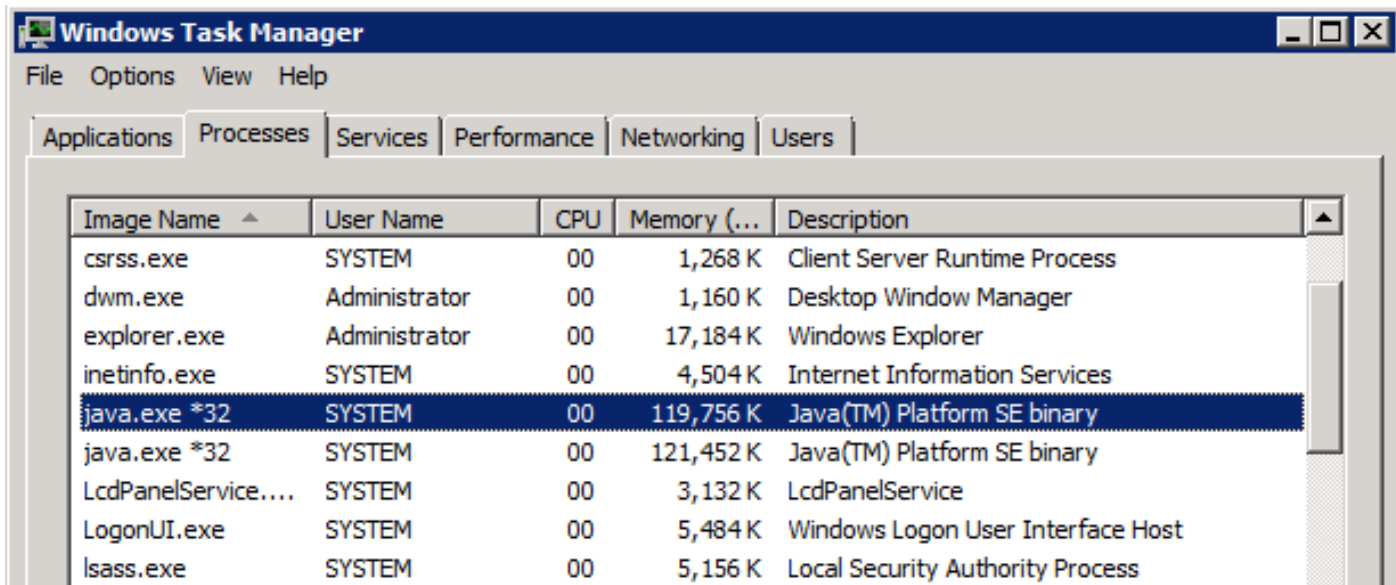 Windows Task Manager
File Options View Help
Applications Processes Services Performance Networking Users
Image Name User Name CPU Memory (... Description
csrss.exe SYSTEM 00 1,268 K Client Server Runtime Process
dwm.exe Administrator 00 1,160 K Desktop Window Manager
explorer.exe Administrator 00 17,184 K Windows Explorer
inetinfo.exe SYSTEM 00 4,504 K Internet Information Services
java.exe *32 SYSTEM 00 119,756 K Java(TM) Platform SE binary
java.exe *32 SYSTEM 00 121,452 K Java(TM) Platform SE binary
LcdPanelService.... SYSTEM 00 3,132 K LcdPanelService
LogonUI.exe SYSTEM 00 5,484 K Windows Logon User Interface Host
lsass.exe SYSTEM 00 5,156 K Local Security Authority Process